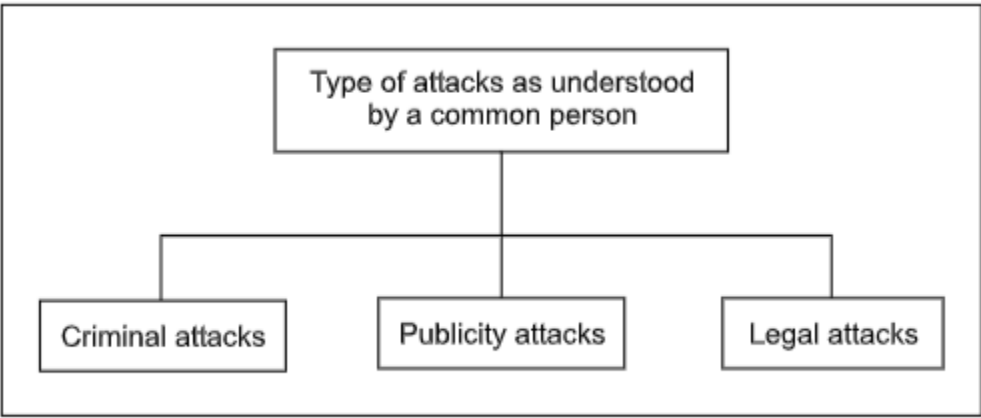 Type of attacks as understood
by a common person
Criminal attacks
Publicity attacks
Legal attacks